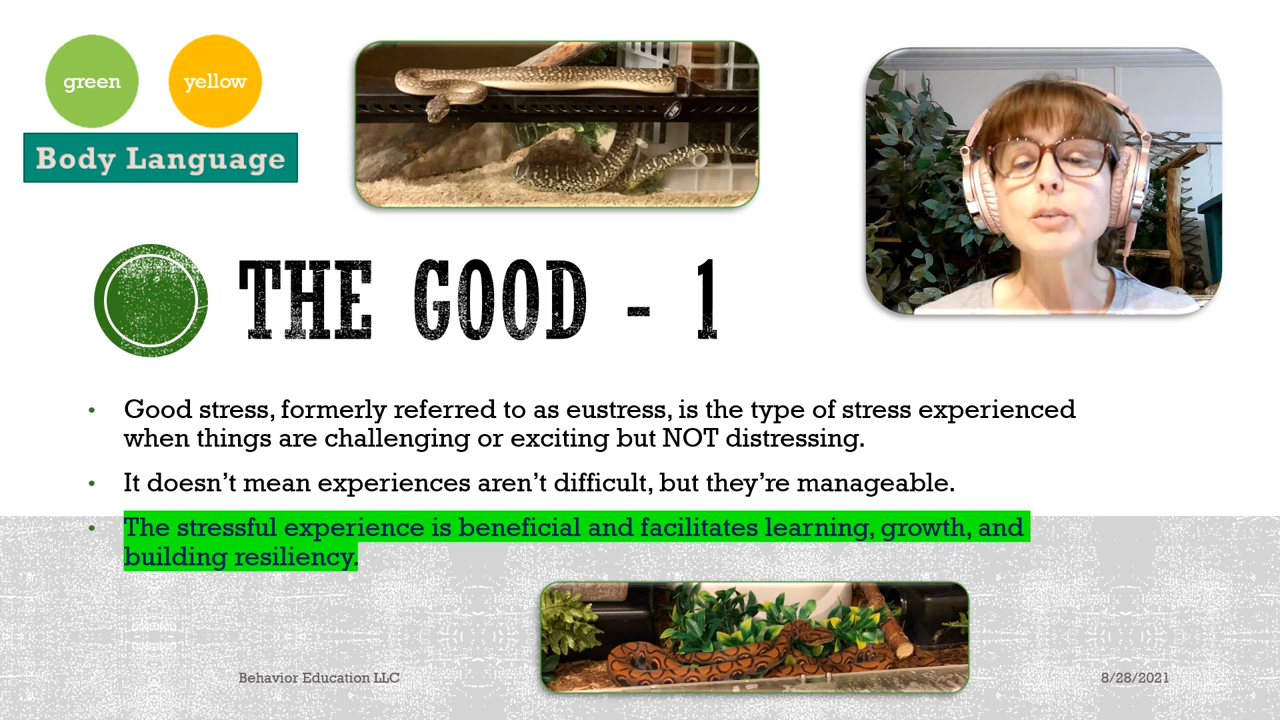 green yellow
Body Language
THE GOOD - 1
• Good stress, formerly referred to as eustress, is the type of stress experienced
when things are challenging or exciting but NOT distressing.
• It doesn’t mean experiences aren’t difficult, but they’re manageable.
• The stressful experience is beneficial and facilitates learning, growth, and
building resiliency.
Behavior Education LLC
8/28/2021